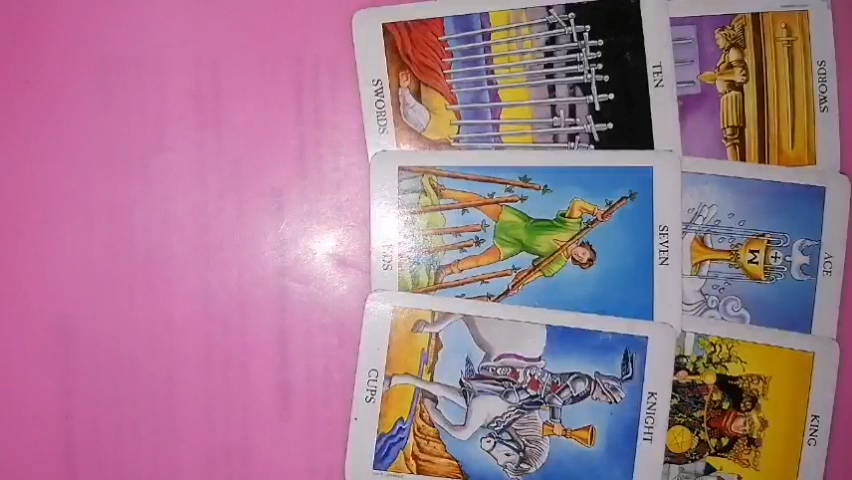 SWORDS
ACE
KING
TEN
SEVEN
KNIGHT
SWORDS
CUPS